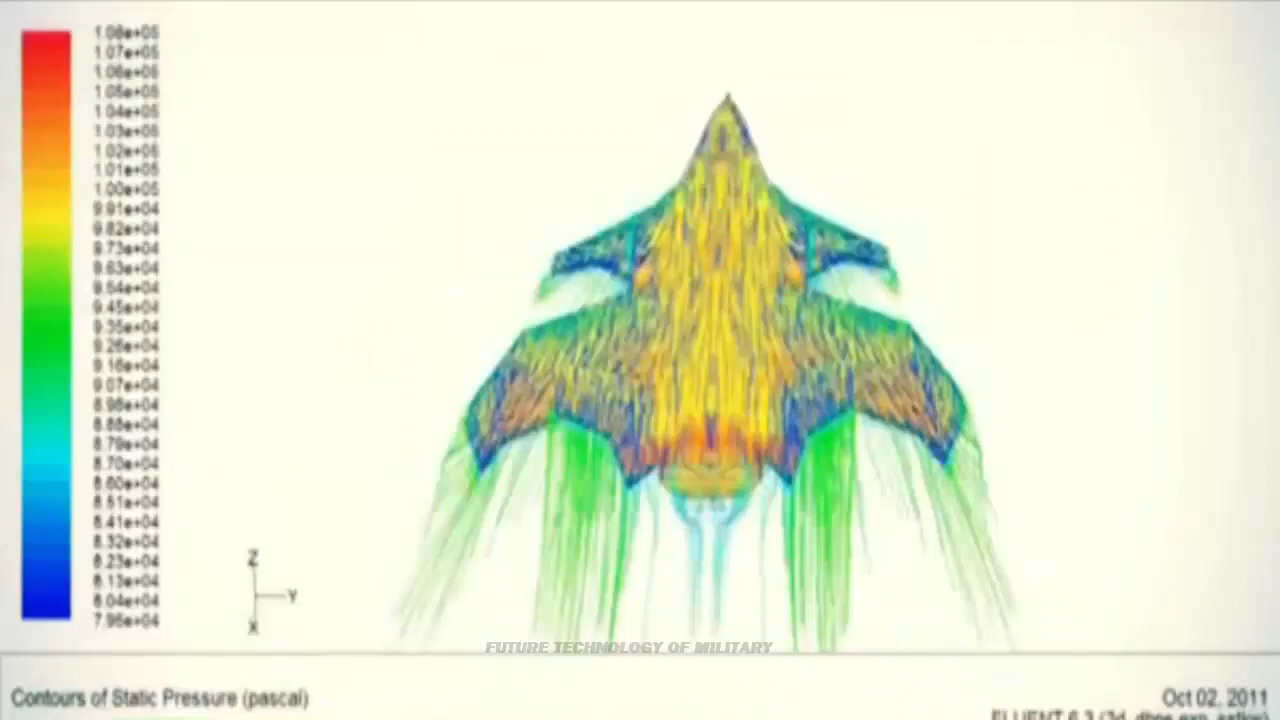 1.08e+05
1.07e+05
1.06e+05
1.05e+05
1.04e+05
1.03e+05
1.02e+05
1.01e+05
1.00e+05
9.91e+04
9.82e+04
9.73e+04
9.63e+04
9.54e+04
9.45e+04
9.35e+04
9.26e+04
9.16e+04
9.07e+04
8.98e+04
8.88e+04
8.79e+04
8.70e+04
8.60e+04
8.51e+04
8.41e+04
8.32e+04
8.23e+04
8.13e+04
8.04e+04
7.95e+04
Z
Y
X
FUTURE TECHNOLOGY OF MILITARY
Contours of Static Pressure (pascal)
Oct 02, 2011
FLUENT 6.3 (3d,